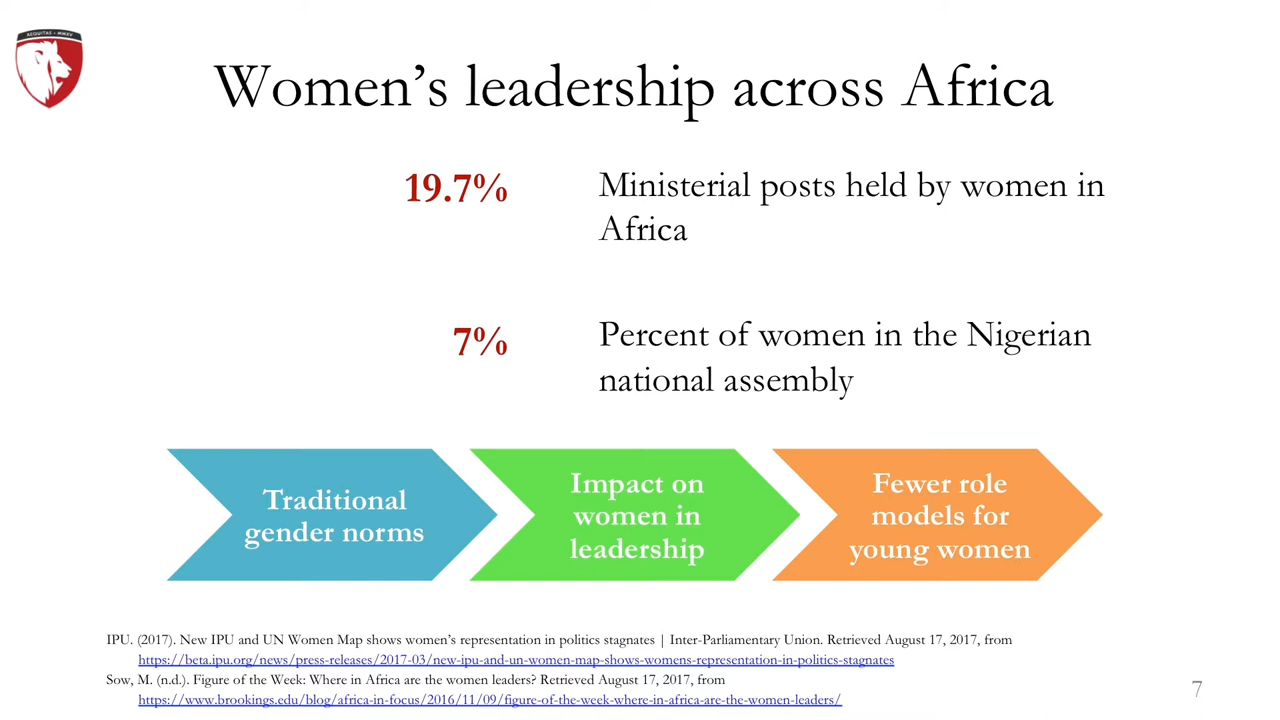 AEQUITAS • MMXV
Women’s leadership across Africa
19.7%
Ministerial posts held by women in
Africa
7%
Percent of women in the Nigerian
national assembly
Traditional
gender norms
Impact on
women in
leadership
Fewer role
models for
young women
IPU. (2017). New IPU and UN Women Map shows women’s representation in politics stagnates | Inter-Parliamentary Union. Retrieved August 17, 2017, from
https://beta.ipu.org/news/press-releases/2017-03/new-ipu-and-un-women-map-shows-womens-representation-in-politics-stagnates
Sow, M. (n.d.). Figure of the Week: Where in Africa are the women leaders? Retrieved August 17, 2017, from
https://www.brookings.edu/blog/africa-in-focus/2016/11/09/figure-of-the-week-where-in-africa-are-the-women-leaders/
7